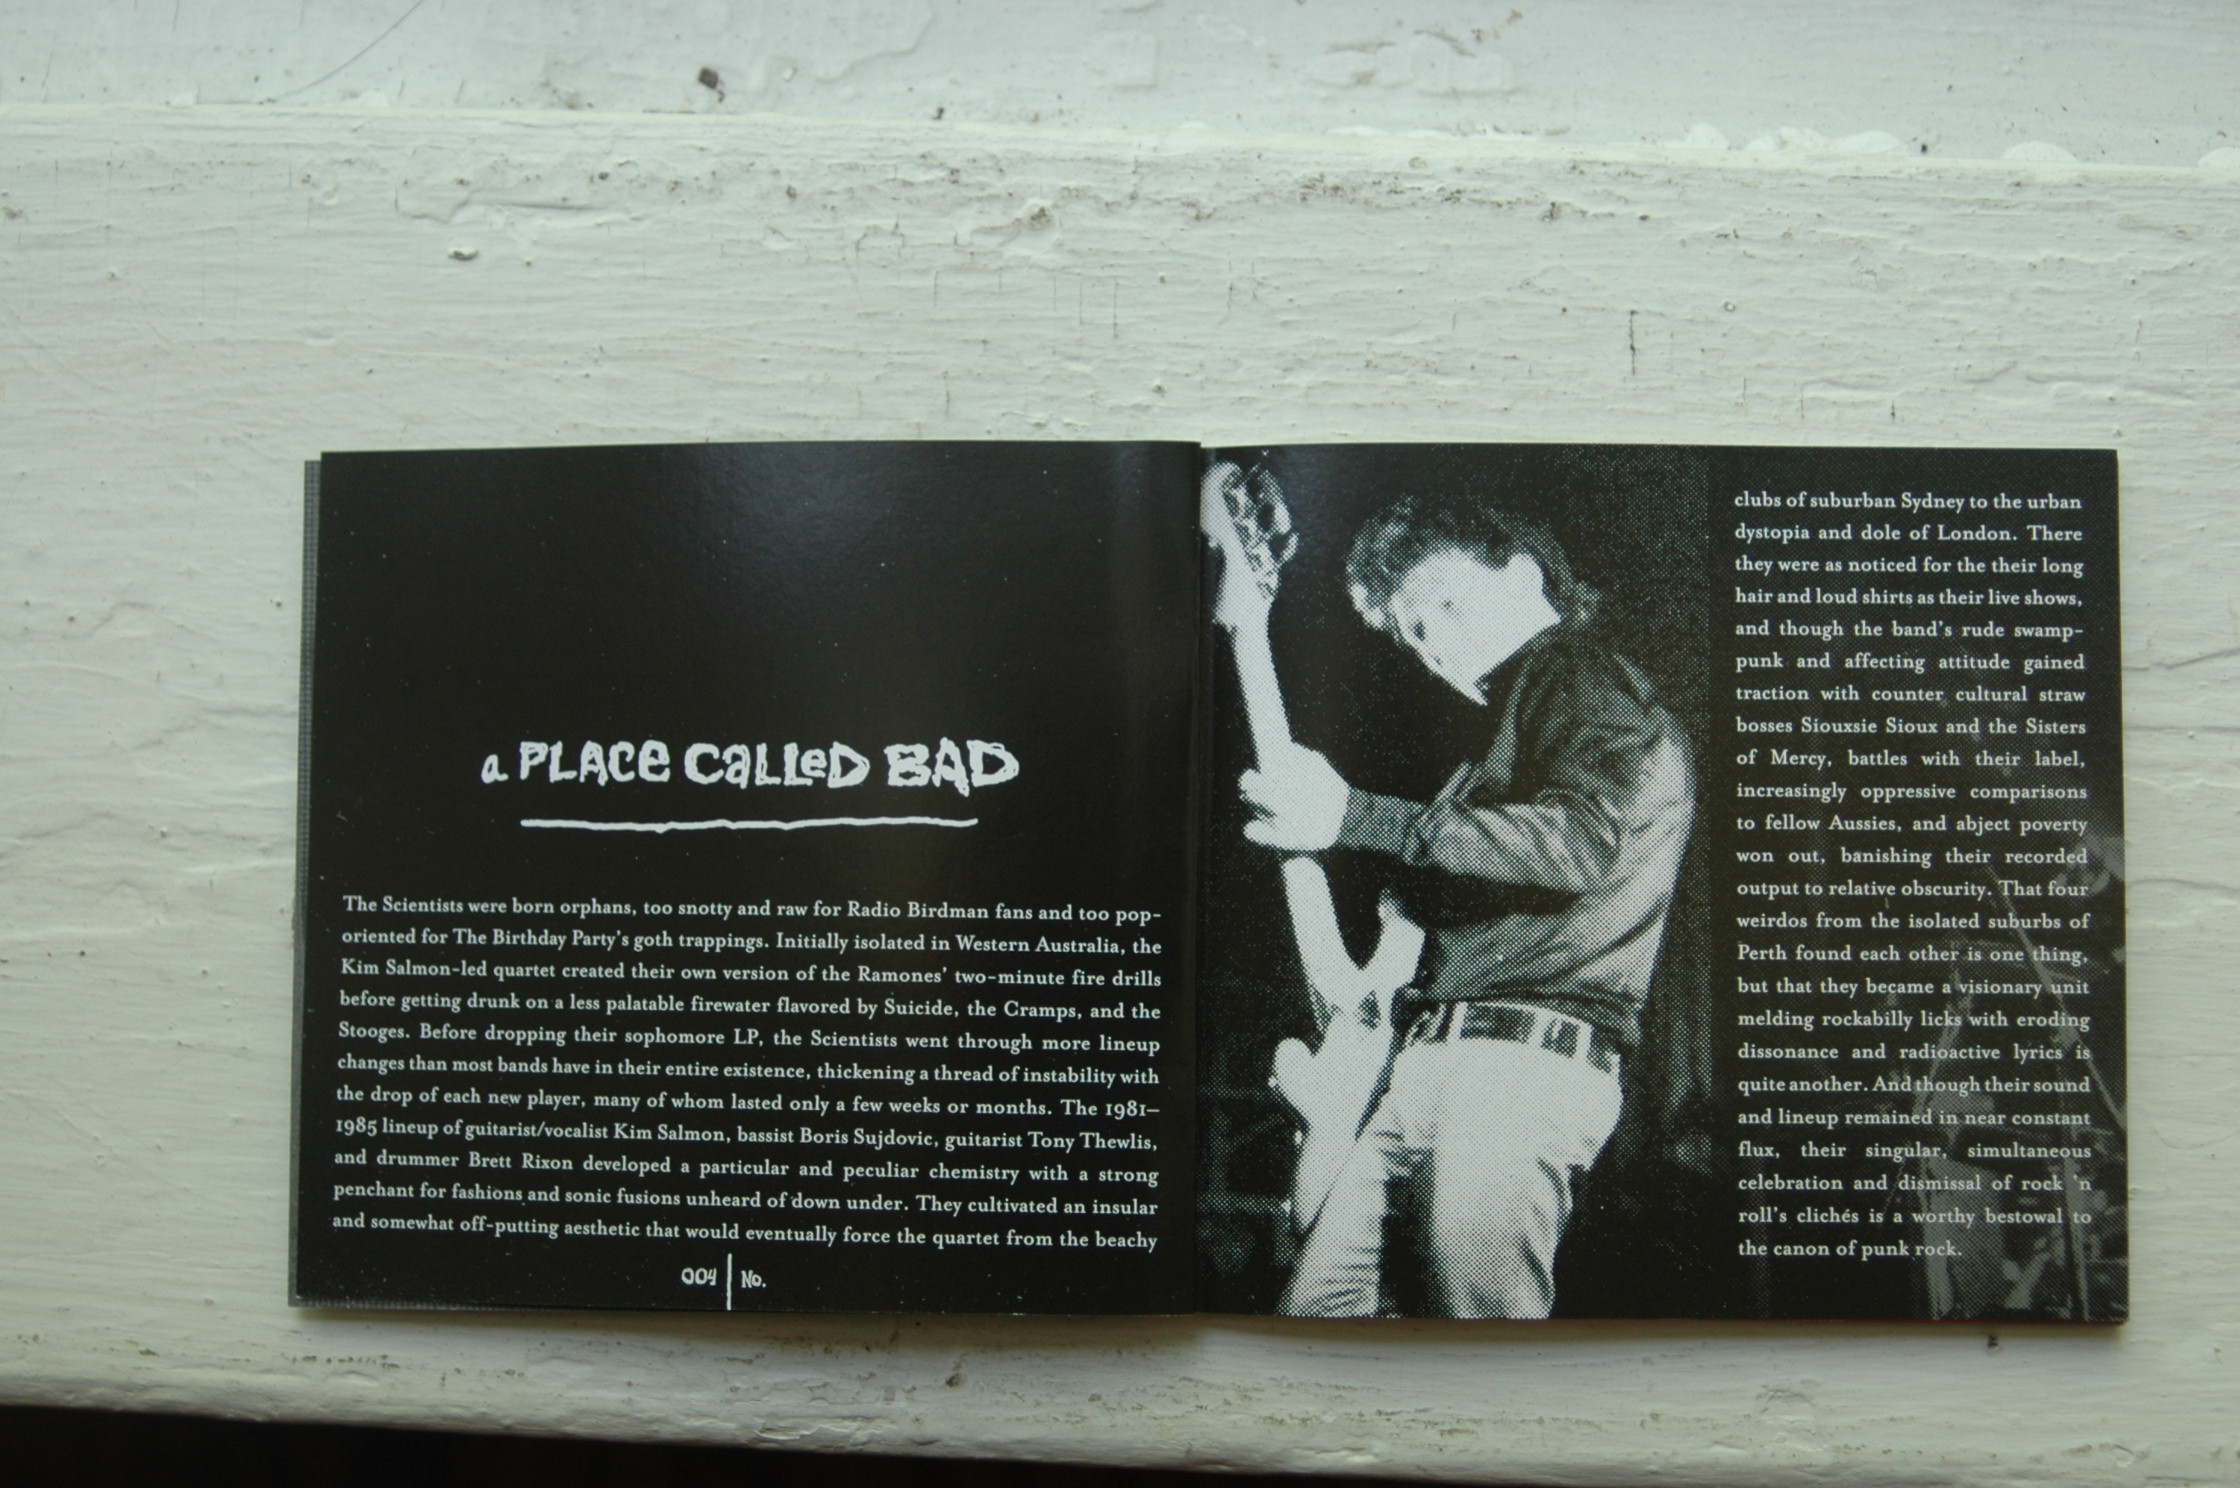 a PLACe CaLLeD BAD
The Scientists were born orphans, too snotty and raw for Radio Birdman fans and too pop-
oriented for The Birthday Party's goth trappings. Initially isolated in Western Australia, the
Kim Salmon-led quartet created their own version of the Ramones' two-minute fire drills
before getting drunk on a less palatable firewater flavored by Suicide, the Cramps, and the
Stooges. Before dropping their sophomore LP, the Scientists went through more lineup
changes than most bands have in their entire existence, thickening a thread of instability with
the drop of each new player, many of whom lasted only a few weeks or months. The 1981–
1985 lineup of guitarist/vocalist Kim Salmon, bassist Boris Sujdovic, guitarist Tony Thewlis,
and drummer Brett Rixon developed a particular and peculiar chemistry with a strong
penchant for fashions and sonic fusions unheard of down under. They cultivated an insular
and somewhat off-putting aesthetic that would eventually force the quartet from the beachy
004 | No.
clubs of suburban Sydney to the urban
dystopia and dole of London. There
they were as noticed for the their long
hair and loud shirts as their live shows,
and though the band's rude swamp-
punk and affecting attitude gained
traction with counter cultural straw
bosses Siouxsie Sioux and the Sisters
of Mercy, battles with their label,
increasingly oppressive comparisons
to fellow Aussies, and abject poverty
won out, banishing their recorded
output to relative obscurity. That four
weirdos from the isolated suburbs of
Perth found each other is one thing,
but that they became a visionary unit
melding rockabilly licks with eroding
dissonance and radioactive lyrics is
quite another. And though their sound
and lineup remained in near constant
flux, their singular, simultaneous
celebration and dismissal of rock 'n
roll's clichés is a worthy bestowal to
the canon of punk rock.